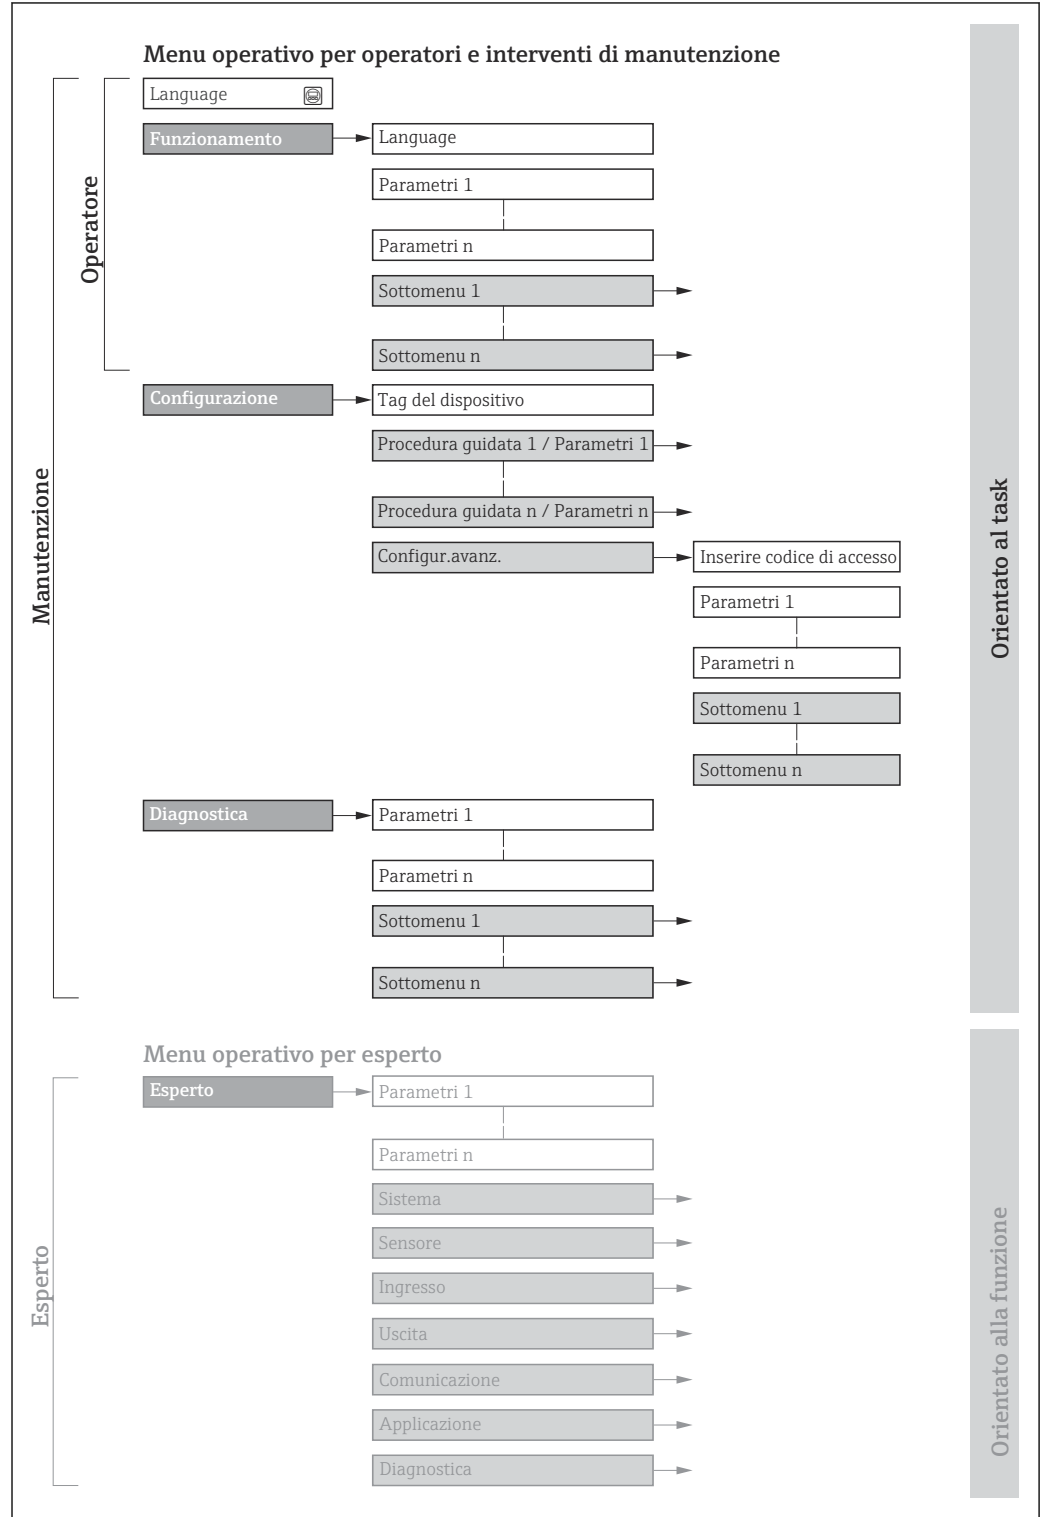 Menu operativo per operatori e interventi di manutenzione
Manutenzione
Operatore
Language
Funzionamento
Language
Parametri 1
Parametri n
Sottomenu 1
Sottomenu n
Configurazione
Tag del dispositivo
Procedura guidata 1 / Parametri 1
Procedura guidata n / Parametri n
Configur.avanz.
Inserire codice di accesso
Parametri 1
Parametri n
Sottomenu 1
Sottomenu n
Diagnostica
Parametri 1
Parametri n
Sottomenu 1
Sottomenu n
Orientato al task
Menu operativo per esperto
Esperto
Esperto
Parametri 1
Parametri n
Sistema
Sensore
Ingresso
Uscita
Comunicazione
Applicazione
Diagnostica
Orientato alla funzione